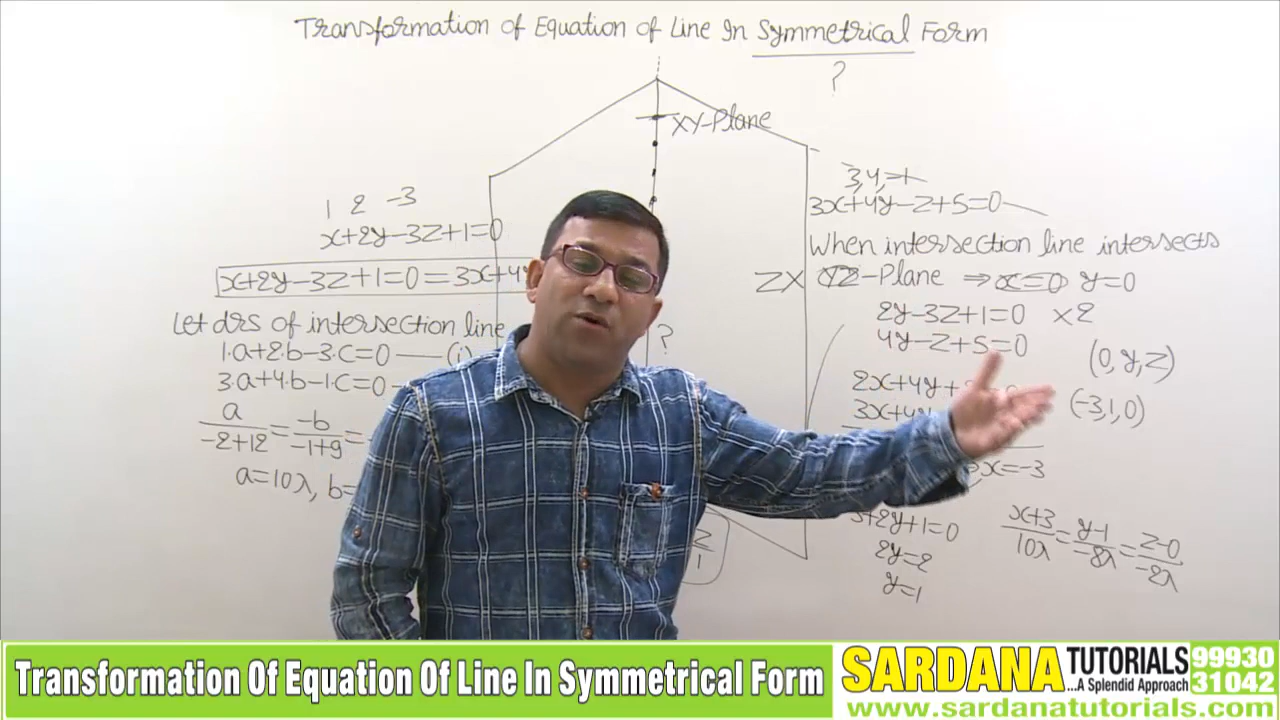 Transformation of Equation of Line In Symmetrical Form
?
XY-Plane
1 2 -3
x+2y-3z+1=0
x+2y-3z+1=0=3x+4y
Let drs of intersection line
1·a+2·b-3·c=0 — (i)
3·a+4·b-1·c=0 —
a/-2+12 = -b/-1+9 =
a=10λ, b=
?
z/1
3,4,-1
3x+4y-z+5=0
When intersection line intersects
ZX YZ-Plane ⇒ x=0 y=0
2y-3z+1=0 ×2
4y-z+5=0
(0,y,z)
2x+4y+
3x+4y
(-3,1,0)
x=-3
+2y+1=0
2y=2
y=1
x+3/10λ = y-1/-8λ = z-0/-2λ
Transformation Of Equation Of Line In Symmetrical Form
SARDANA TUTORIALS
...A Splendid Approach
99930
31042
www.sardanatutorials.com